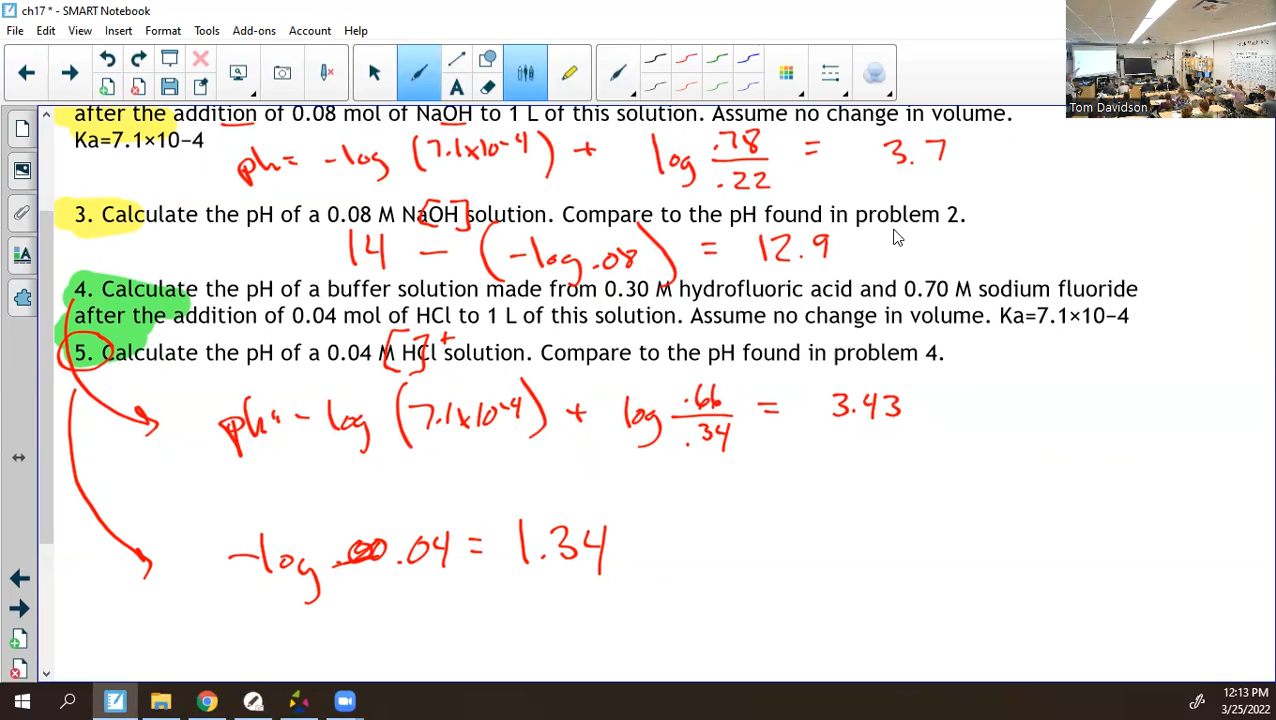 ch17 * - SMART Notebook
File Edit View Insert Format Tools Add-ons Account Help
Tom Davidson
after the addition of 0.08 mol of NaOH to 1 L of this solution. Assume no change in volume.
Ka=7.1×10−4
ph= -log (7.1x10-4) + log .78/.22 = 3.7
3. Calculate the pH of a 0.08 M NaOH solution. Compare to the pH found in problem 2.
14 - (-log .08) = 12.9
4. Calculate the pH of a buffer solution made from 0.30 M hydrofluoric acid and 0.70 M sodium fluoride
after the addition of 0.04 mol of HCl to 1 L of this solution. Assume no change in volume. Ka=7.1×10−4
[ ]+
5. Calculate the pH of a 0.04 M HCl solution. Compare to the pH found in problem 4.
ph= -log (7.1x10-4) + log .66/.34 = 3.43
-log .04 = 1.34
12:13 PM
3/25/2022